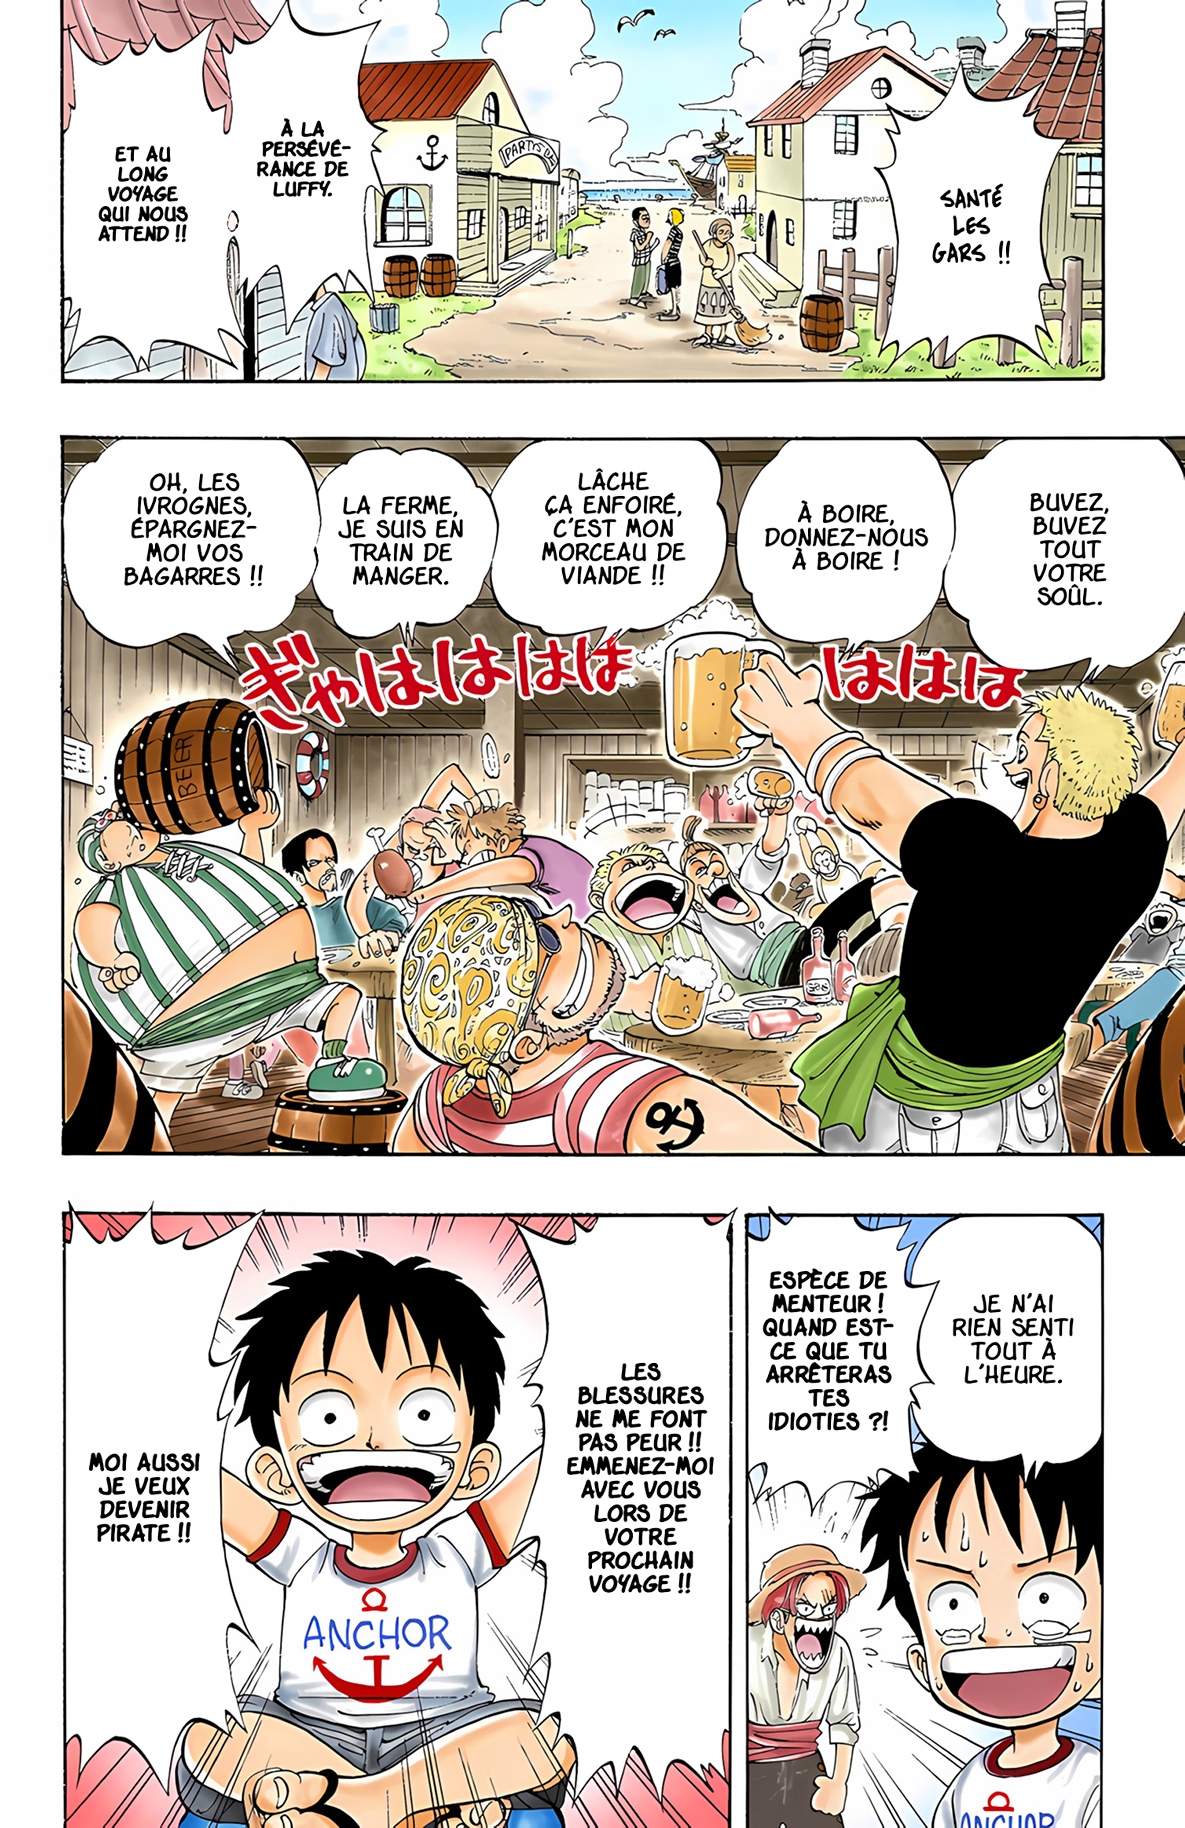 SANTÉ
LES
GARS !!
À LA
PERSÉVÉ-
RANCE DE
LUFFY.
ET AU
LONG
VOYAGE
QUI NOUS
ATTEND !!
PARTYS BAR
BUVEZ,
BUVEZ
TOUT
VOTRE
SOÛL.
À BOIRE,
DONNEZ-NOUS
À BOIRE !
LÂCHE
ÇA ENFOIRÉ,
C'EST MON
MORCEAU DE
VIANDE !!
LA FERME,
JE SUIS EN
TRAIN DE
MANGER.
OH, LES
IVROGNES,
ÉPARGNEZ-
MOI VOS
BAGARRES !!
ぎゃはははは
ははは
BEER
JE N'AI
RIEN SENTI
TOUT À
L'HEURE.
ESPÈCE DE
MENTEUR !
QUAND EST-
CE QUE TU
ARRÊTERAS
TES
IDIOTIES ?!
ANCHOR
LES
BLESSURES
NE ME FONT
PAS PEUR !!
EMMENEZ-MOI
AVEC VOUS
LORS DE
VOTRE
PROCHAIN
VOYAGE !!
MOI AUSSI
JE VEUX
DEVENIR
PIRATE !!
ANCHOR